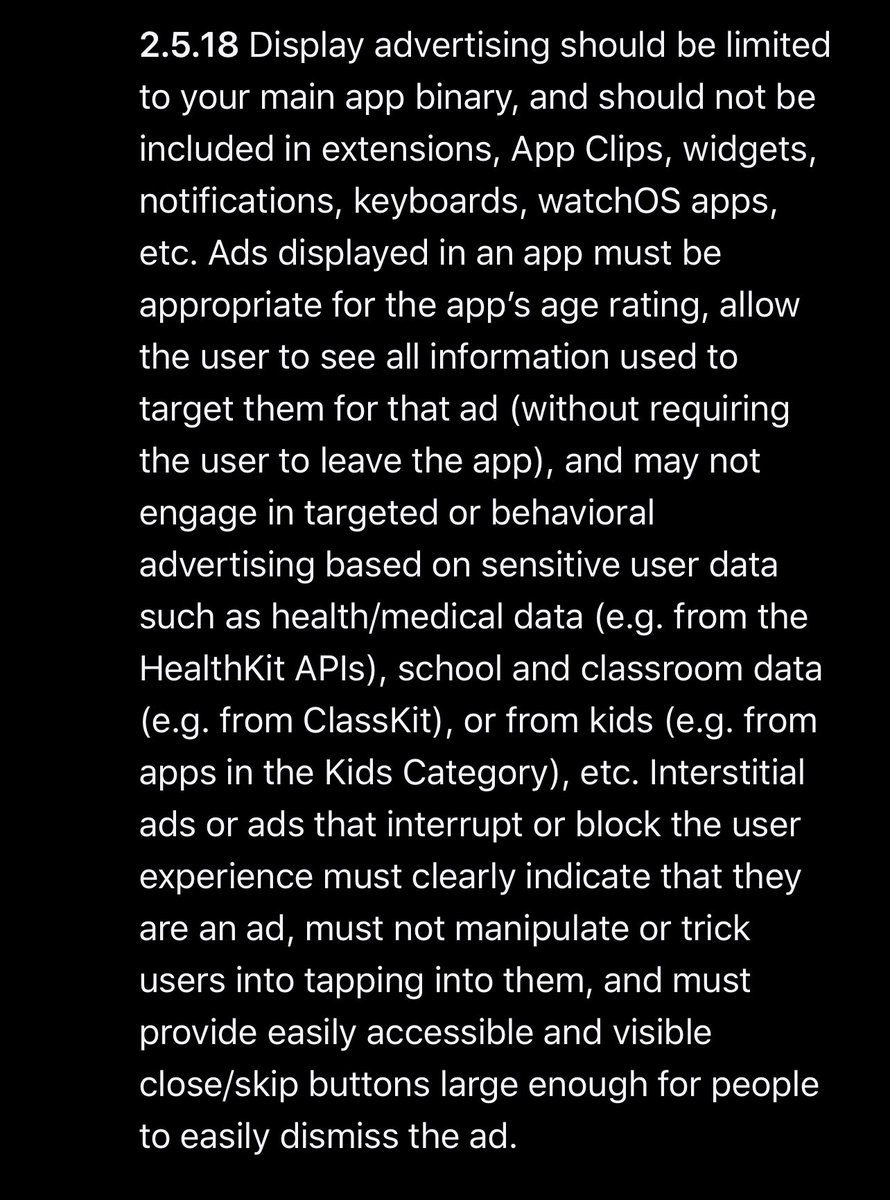 2.5.18 Display advertising should be limited
to your main app binary, and should not be
included in extensions, App Clips, widgets,
notifications, keyboards, watchOS apps,
etc. Ads displayed in an app must be
appropriate for the app’s age rating, allow
the user to see all information used to
target them for that ad (without requiring
the user to leave the app), and may not
engage in targeted or behavioral
advertising based on sensitive user data
such as health/medical data (e.g. from the
HealthKit APIs), school and classroom data
(e.g. from ClassKit), or from kids (e.g. from
apps in the Kids Category), etc. Interstitial
ads or ads that interrupt or block the user
experience must clearly indicate that they
are an ad, must not manipulate or trick
users into tapping into them, and must
provide easily accessible and visible
close/skip buttons large enough for people
to easily dismiss the ad.